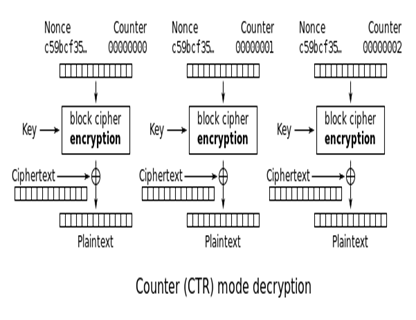 Nonce Counter Nonce Counter Nonce Counter
c59bcf35… 00000000 c59bcf35… 00000001 c59bcf35… 00000002
Key block cipher encryption Key block cipher encryption Key block cipher encryption
Ciphertext Ciphertext Ciphertext
Plaintext Plaintext Plaintext
Counter (CTR) mode decryption